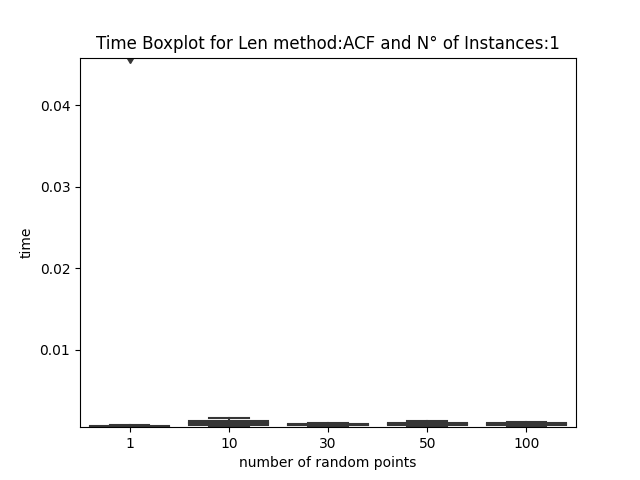 Time Boxplot for Len method:ACF and N° of Instances:1
0.04
0.03
0.02
0.01
time
1 10 30 50 100
number of random points